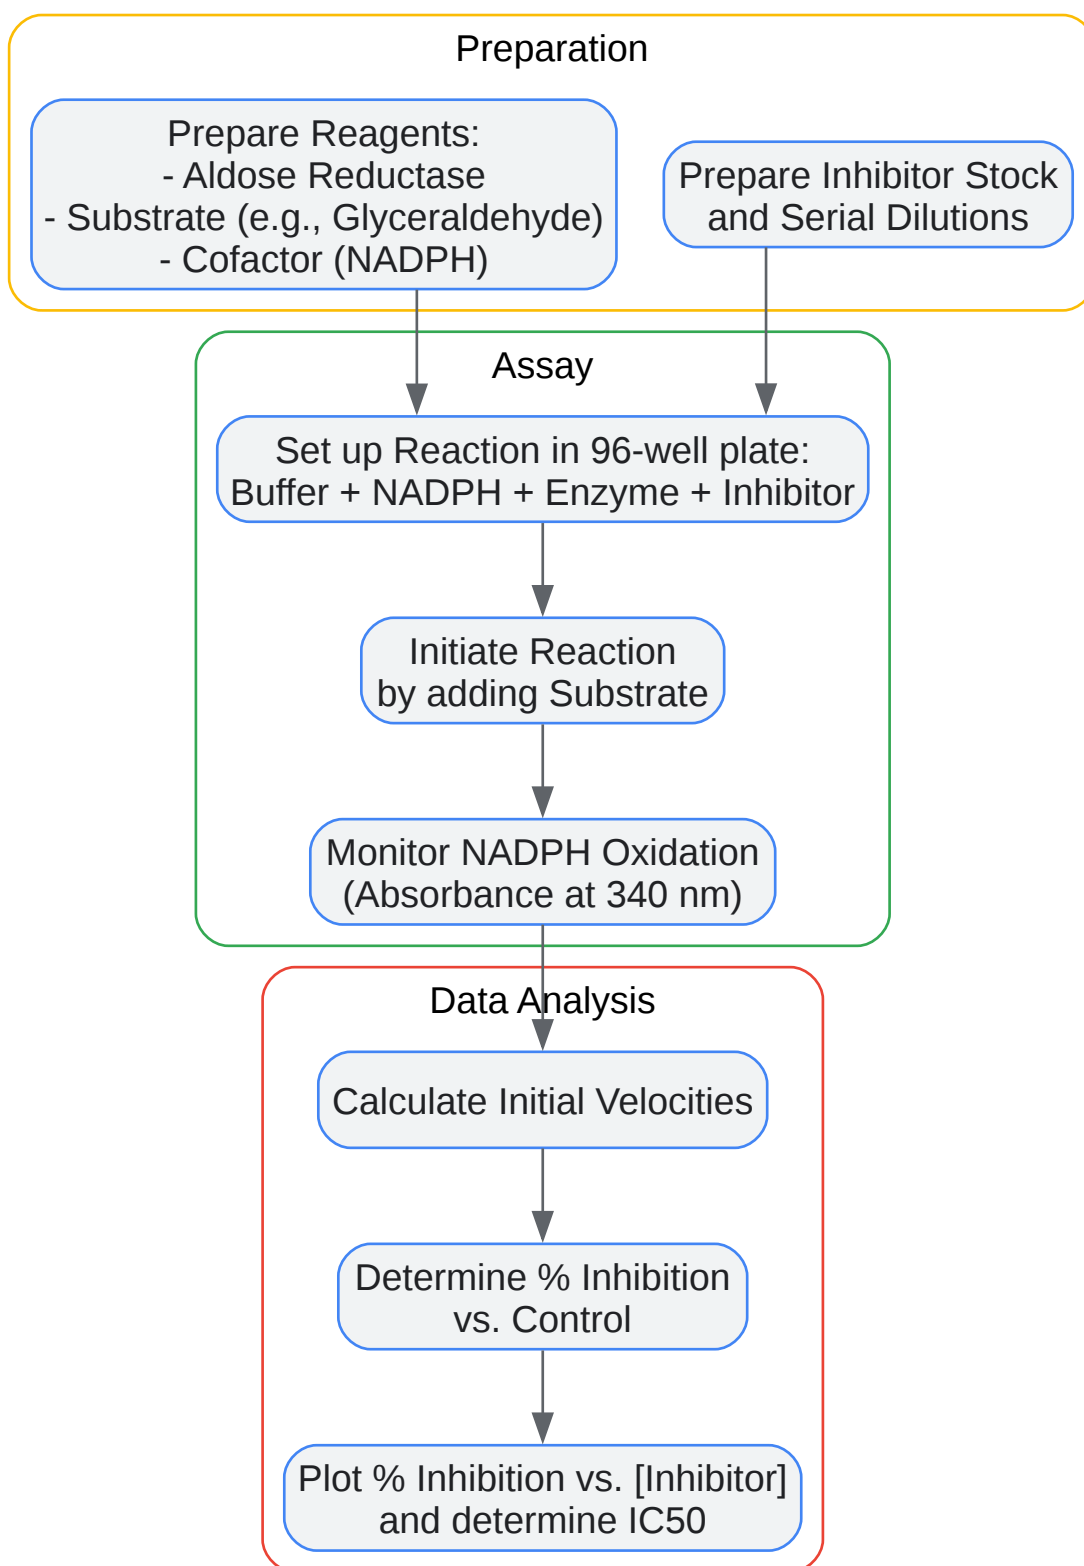 Preparation
Prepare Reagents:
- Aldose Reductase
- Substrate (e.g., Glyceraldehyde)
- Cofactor (NADPH)
Prepare Inhibitor Stock
and Serial Dilutions
Assay
Set up Reaction in 96-well plate:
Buffer + NADPH + Enzyme + Inhibitor
Initiate Reaction
by adding Substrate
Monitor NADPH Oxidation
(Absorbance at 340 nm)
Data Analysis
Calculate Initial Velocities
Determine % Inhibition
vs. Control
Plot % Inhibition vs. [Inhibitor]
and determine IC50